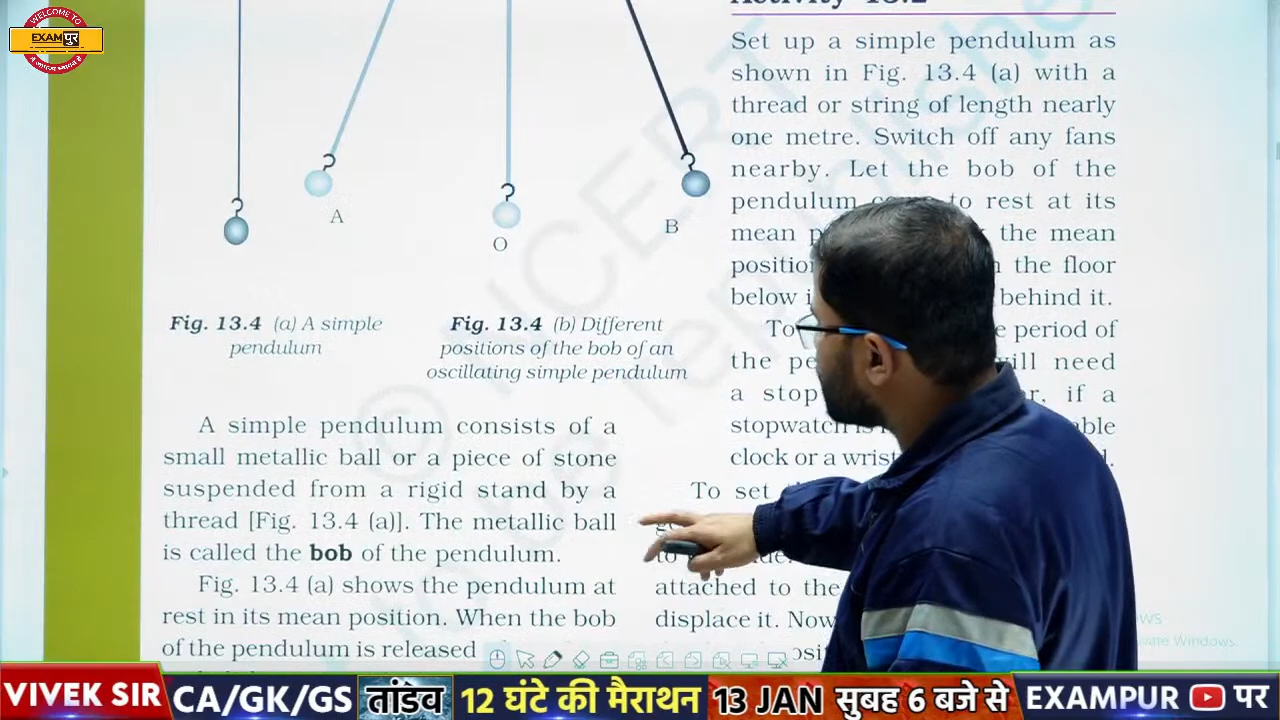 WELCOME TO
EXAMपुर
Activity 13.2
Set up a simple pendulum as
shown in Fig. 13.4 (a) with a
thread or string of length nearly
one metre. Switch off any fans
nearby. Let the bob of the
pendulum come to rest at its
mean the mean
position the floor
below behind it.
To period of
the will need
a if a
stopwatch is
clock or a wrist
A
O
B
Fig. 13.4 (a) A simple
pendulum
Fig. 13.4 (b) Different
positions of the bob of an
oscillating simple pendulum
A simple pendulum consists of a
small metallic ball or a piece of stone
suspended from a rigid stand by a
thread [Fig. 13.4 (a)]. The metallic ball
is called the bob of the pendulum.
Fig. 13.4 (a) shows the pendulum at
rest in its mean position. When the bob
of the pendulum is released
To set
attached to the
displace it. Now
© NCERT
VIVEK SIR CA/GK/GS तांडव 12 घंटे की मैराथन 13 JAN सुबह 6 बजे से EXAMPUR पर